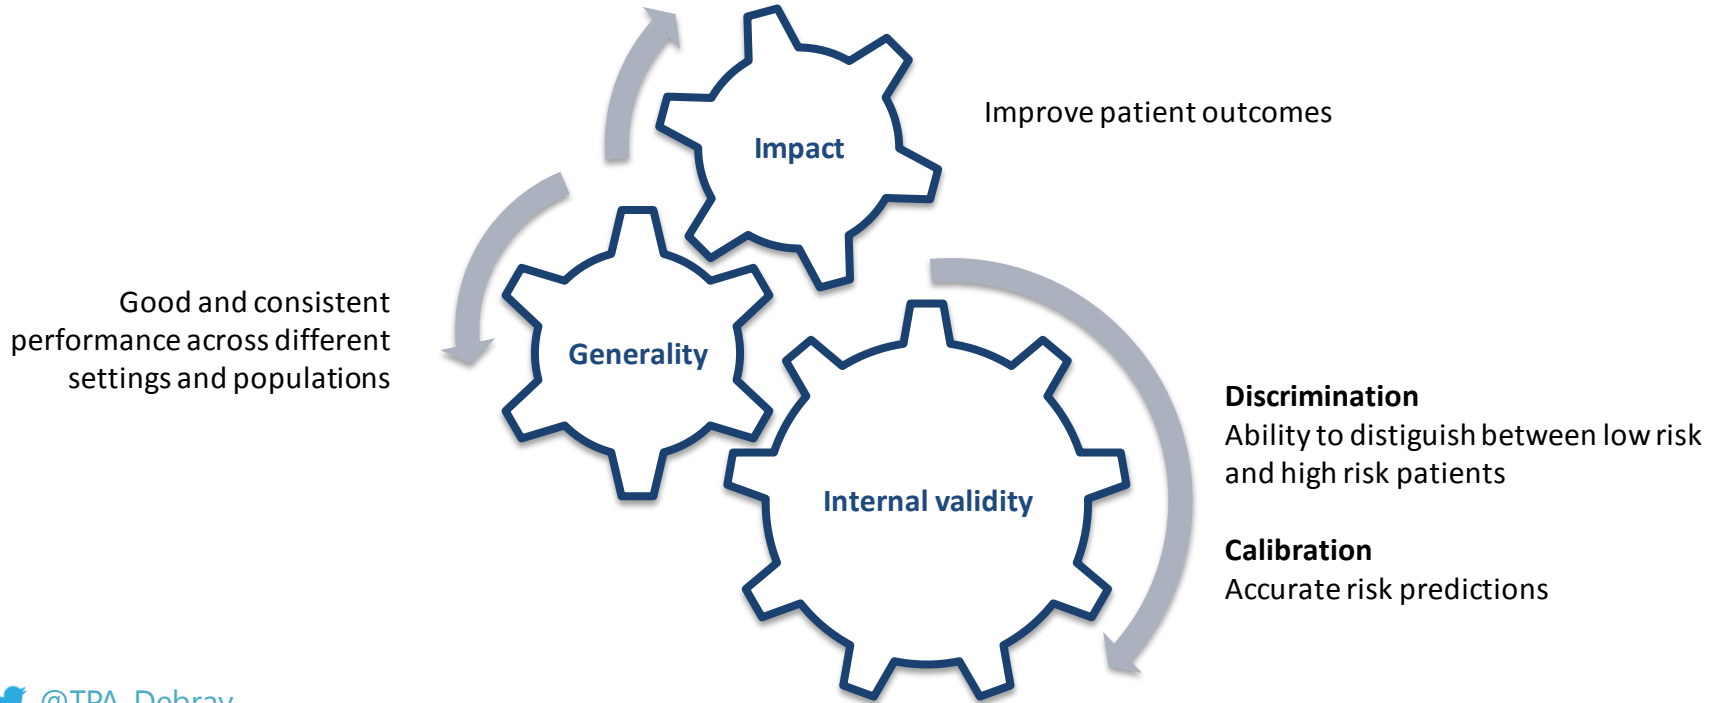 Impact
Improve patient outcomes
Good and consistent
performance across different
settings and populations
Generality
Internal validity
Discrimination
Ability to distiguish between low risk
and high risk patients
Calibration
Accurate risk predictions
@TPA_Debray